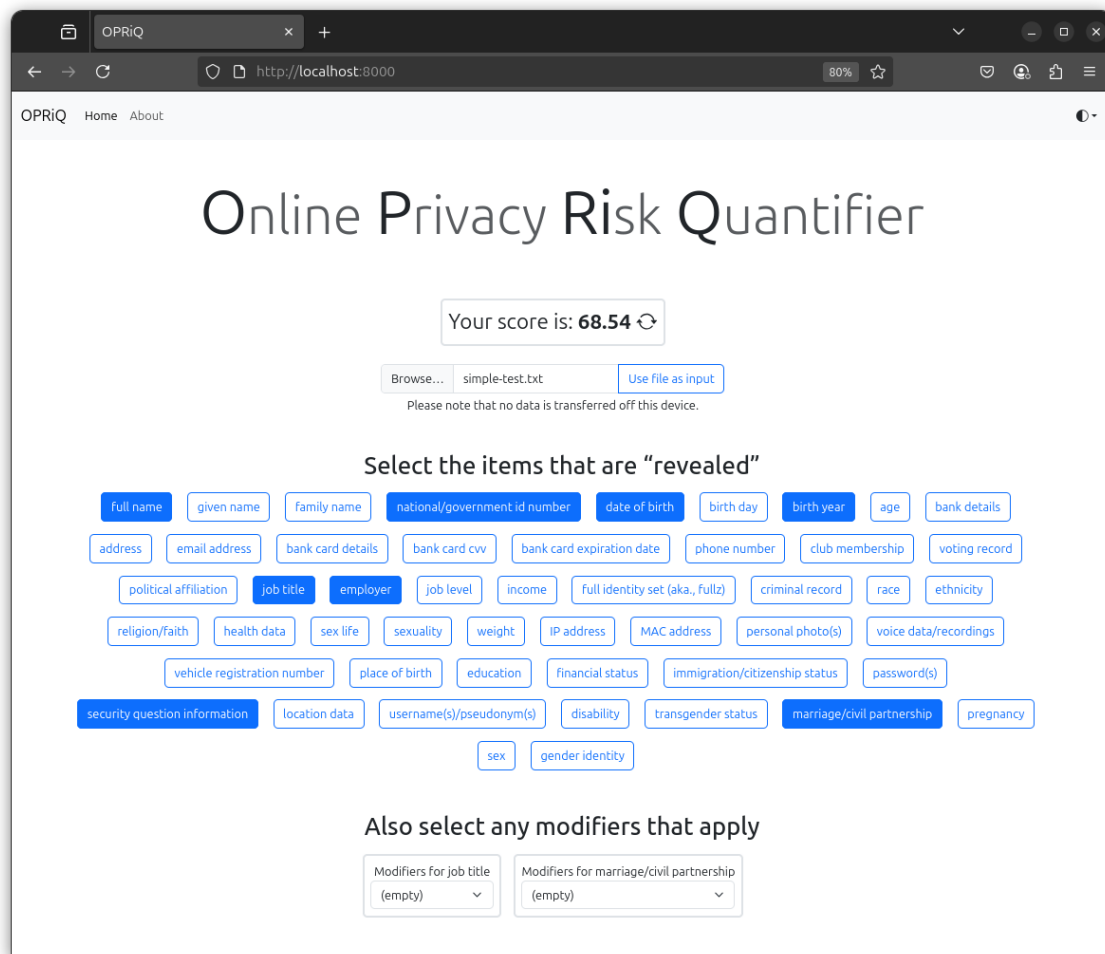 OPRiQ
http://localhost:8000
80%
OPRiQ Home About
Online Privacy Risk Quantifier
Your score is: 68.54
Browse... simple-test.txt Use file as input
Please note that no data is transferred off this device.
Select the items that are “revealed”
full name given name family name national/government id number date of birth birth day birth year age bank details
address email address bank card details bank card cvv bank card expiration date phone number club membership voting record
political affiliation job title employer job level income full identity set (aka., fullz) criminal record race ethnicity
religion/faith health data sex life sexuality weight IP address MAC address personal photo(s) voice data/recordings
vehicle registration number place of birth education financial status immigration/citizenship status password(s)
security question information location data username(s)/pseudonym(s) disability transgender status marriage/civil partnership pregnancy
sex gender identity
Also select any modifiers that apply
Modifiers for job title Modifiers for marriage/civil partnership
(empty) (empty)